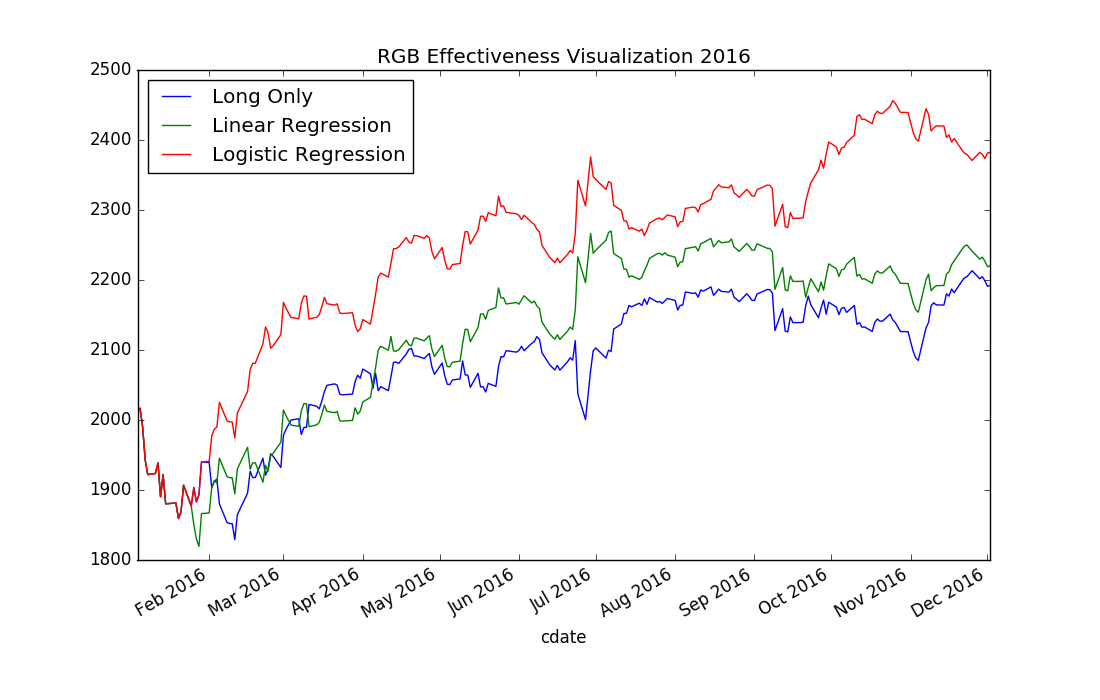 RGB Effectiveness Visualization 2016
2500
2400
2300
2200
2100
2000
1900
1800
Long Only
Linear Regression
Logistic Regression
Feb 2016
Mar 2016
Apr 2016
May 2016
Jun 2016
Jul 2016
Aug 2016
Sep 2016
Oct 2016
Nov 2016
Dec 2016
cdate